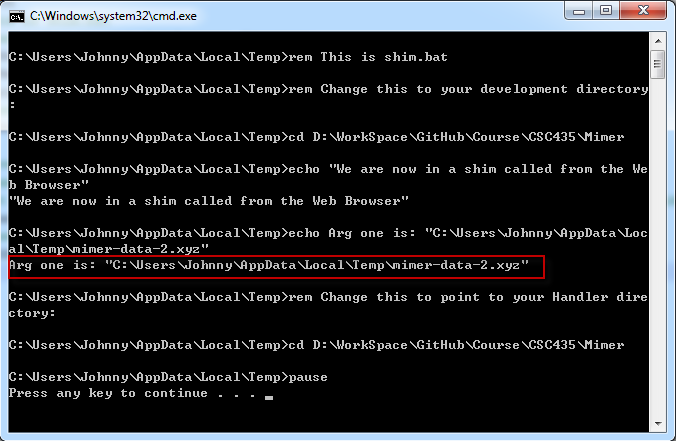 C:\Windows\system32\cmd.exe
C:\Users\Johnny\AppData\Local\Temp>rem This is shim.bat
C:\Users\Johnny\AppData\Local\Temp>rem Change this to your development directory
:
C:\Users\Johnny\AppData\Local\Temp>cd D:\WorkSpace\GitHub\Course\CSC435\Mimer
C:\Users\Johnny\AppData\Local\Temp>echo "We are now in a shim called from the We
b Browser"
"We are now in a shim called from the Web Browser"
C:\Users\Johnny\AppData\Local\Temp>echo Arg one is: "C:\Users\Johnny\AppData\Loc
al\Temp\mimer-data-2.xyz"
Arg one is: "C:\Users\Johnny\AppData\Local\Temp\mimer-data-2.xyz"
C:\Users\Johnny\AppData\Local\Temp>rem Change this to point to your Handler dire
ctory:
C:\Users\Johnny\AppData\Local\Temp>cd D:\WorkSpace\GitHub\Course\CSC435\Mimer
C:\Users\Johnny\AppData\Local\Temp>pause
Press any key to continue . . .